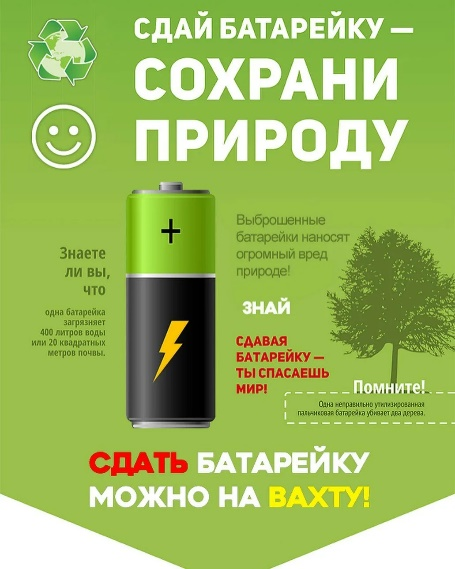 СДАЙ БАТАРЕЙКУ —
СОХРАНИ
ПРИРОДУ
Знаете
ли вы,
что
одна батарейка
загрязняет
400 литров воды
или 20 квадратных
метров почвы.
+
Выброшенные
батарейки наносят
огромный вред
природе!
ЗНАЙ
СДАВАЯ
БАТАРЕЙКУ —
ТЫ СПАСАЕШЬ
МИР!
Помните!
Одна неправильно утилизированная
пальчиковая батарейка убивает два дерева.
СДАТЬ БАТАРЕЙКУ
МОЖНО НА ВАХТУ!